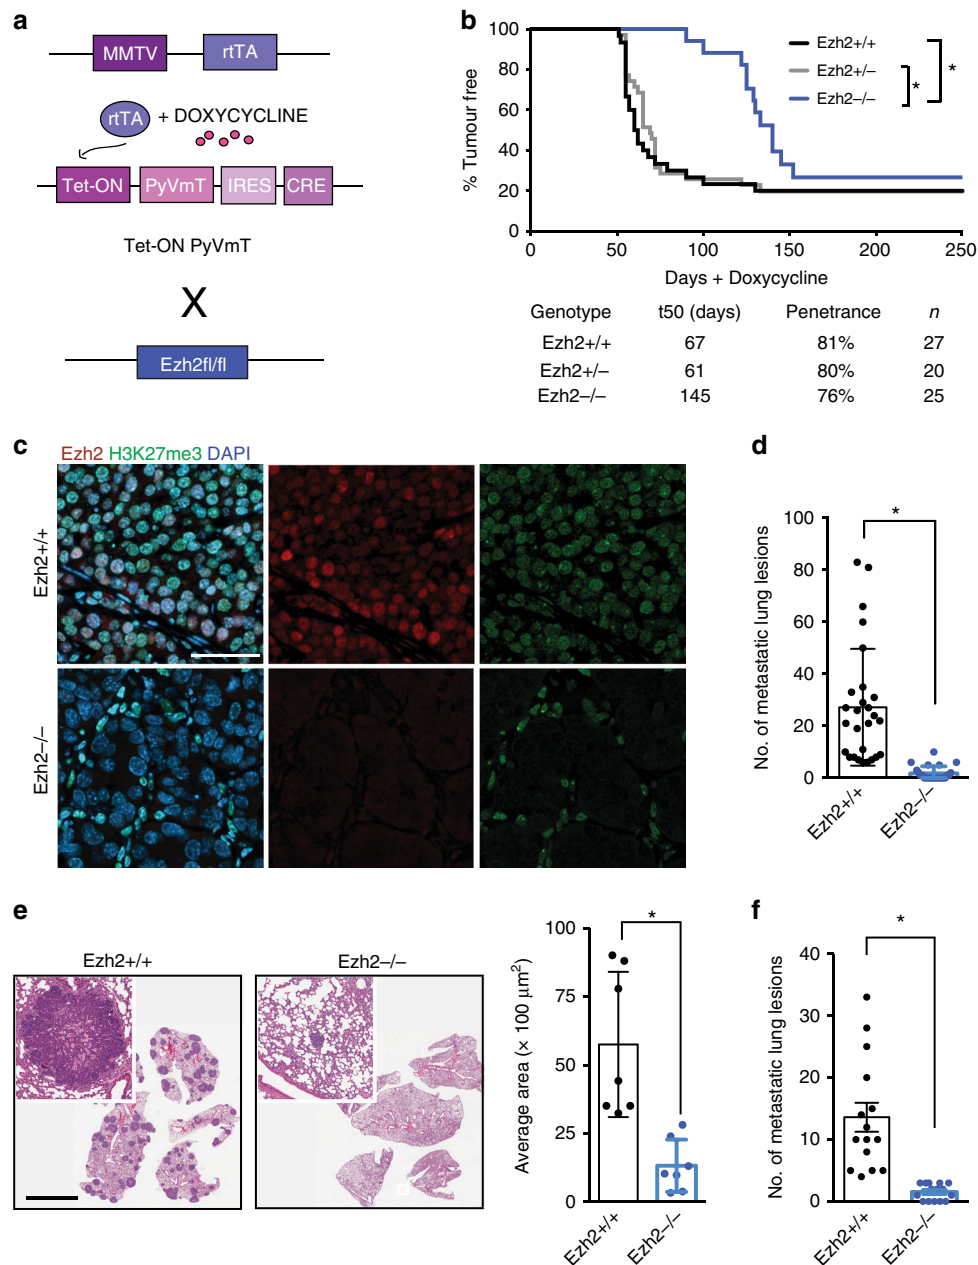 a
MMTV
rtTA
rtTA
+ DOXYCYCLINE
Tet-ON
PyVmT
IRES
CRE
Tet-ON PyVmT
X
Ezh2fl/fl
b
% Tumour free
100
80
60
40
20
0
0
50
100
150
200
250
Days + Doxycycline
Ezh2+/+
Ezh2+/–
Ezh2–/–
*
*
Genotype t50 (days) Penetrance n
Ezh2+/+ 67 81% 27
Ezh2+/– 61 80% 20
Ezh2–/– 145 76% 25
c
Ezh2 H3K27me3 DAPI
Ezh2+/+
Ezh2–/–
d
No. of metastatic lung lesions
100
80
60
40
20
0
*
Ezh2+/+
Ezh2–/–
e
Ezh2+/+
Ezh2–/–
Average area (× 100 μm²)
100
75
50
25
0
*
Ezh2+/+
Ezh2–/–
f
No. of metastatic lung lesions
40
30
20
10
0
*
Ezh2+/+
Ezh2–/–